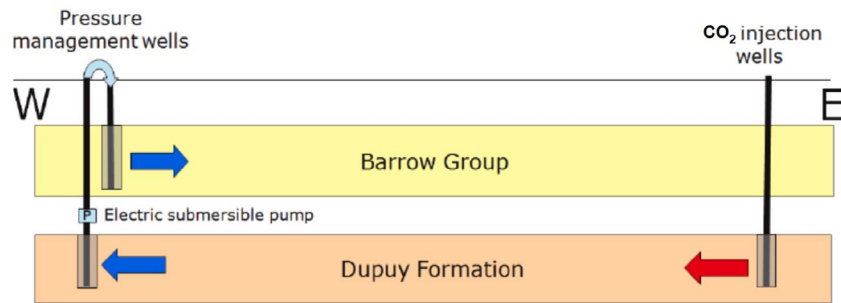 Pressure
management wells
CO₂ injection
wells
W
E
Barrow Group
P Electric submersible pump
Dupuy Formation